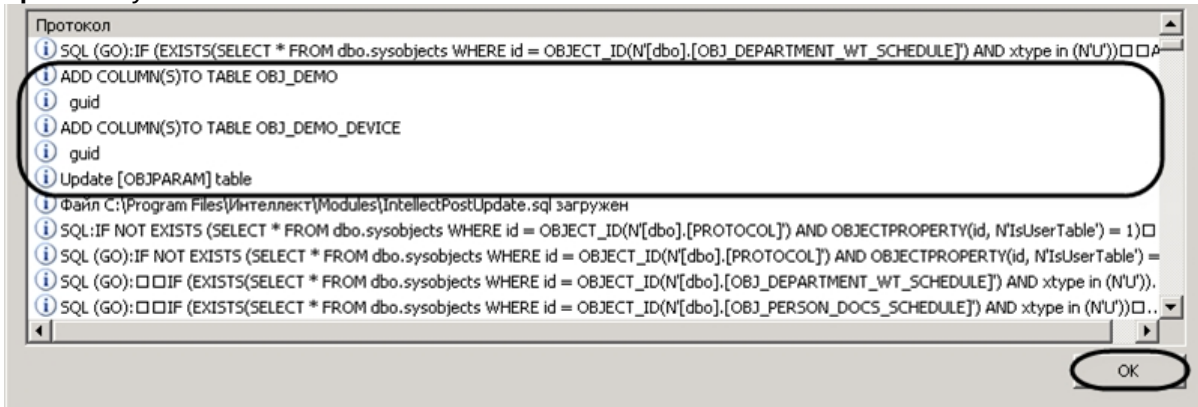 Протокол
SQL (GO):IF (EXISTS(SELECT * FROM dbo.sysobjects WHERE id = OBJECT_ID(N'[dbo].[OBJ_DEPARTMENT_WT_SCHEDULE]') AND xtype in (N'U'))□□A
ADD COLUMN(S)TO TABLE OBJ_DEMO
guid
ADD COLUMN(S)TO TABLE OBJ_DEMO_DEVICE
guid
Update [OBJPARAM] table
Файл C:\Program Files\Интеллект\Modules\IntellectPostUpdate.sql загружен
SQL:IF NOT EXISTS (SELECT * FROM dbo.sysobjects WHERE id = OBJECT_ID(N'[dbo].[PROTOCOL]') AND OBJECTPROPERTY(id, N'IsUserTable') = 1)□
SQL (GO):IF NOT EXISTS (SELECT * FROM dbo.sysobjects WHERE id = OBJECT_ID(N'[dbo].[PROTOCOL]') AND OBJECTPROPERTY(id, N'IsUserTable') =
SQL (GO):□□IF (EXISTS(SELECT * FROM dbo.sysobjects WHERE id = OBJECT_ID(N'[dbo].[OBJ_DEPARTMENT_WT_SCHEDULE]') AND xtype in (N'U')).
SQL (GO):□□IF (EXISTS(SELECT * FROM dbo.sysobjects WHERE id = OBJECT_ID(N'[dbo].[OBJ_PERSON_DOCS_SCHEDULE]') AND xtype in (N'U'))□..
OK